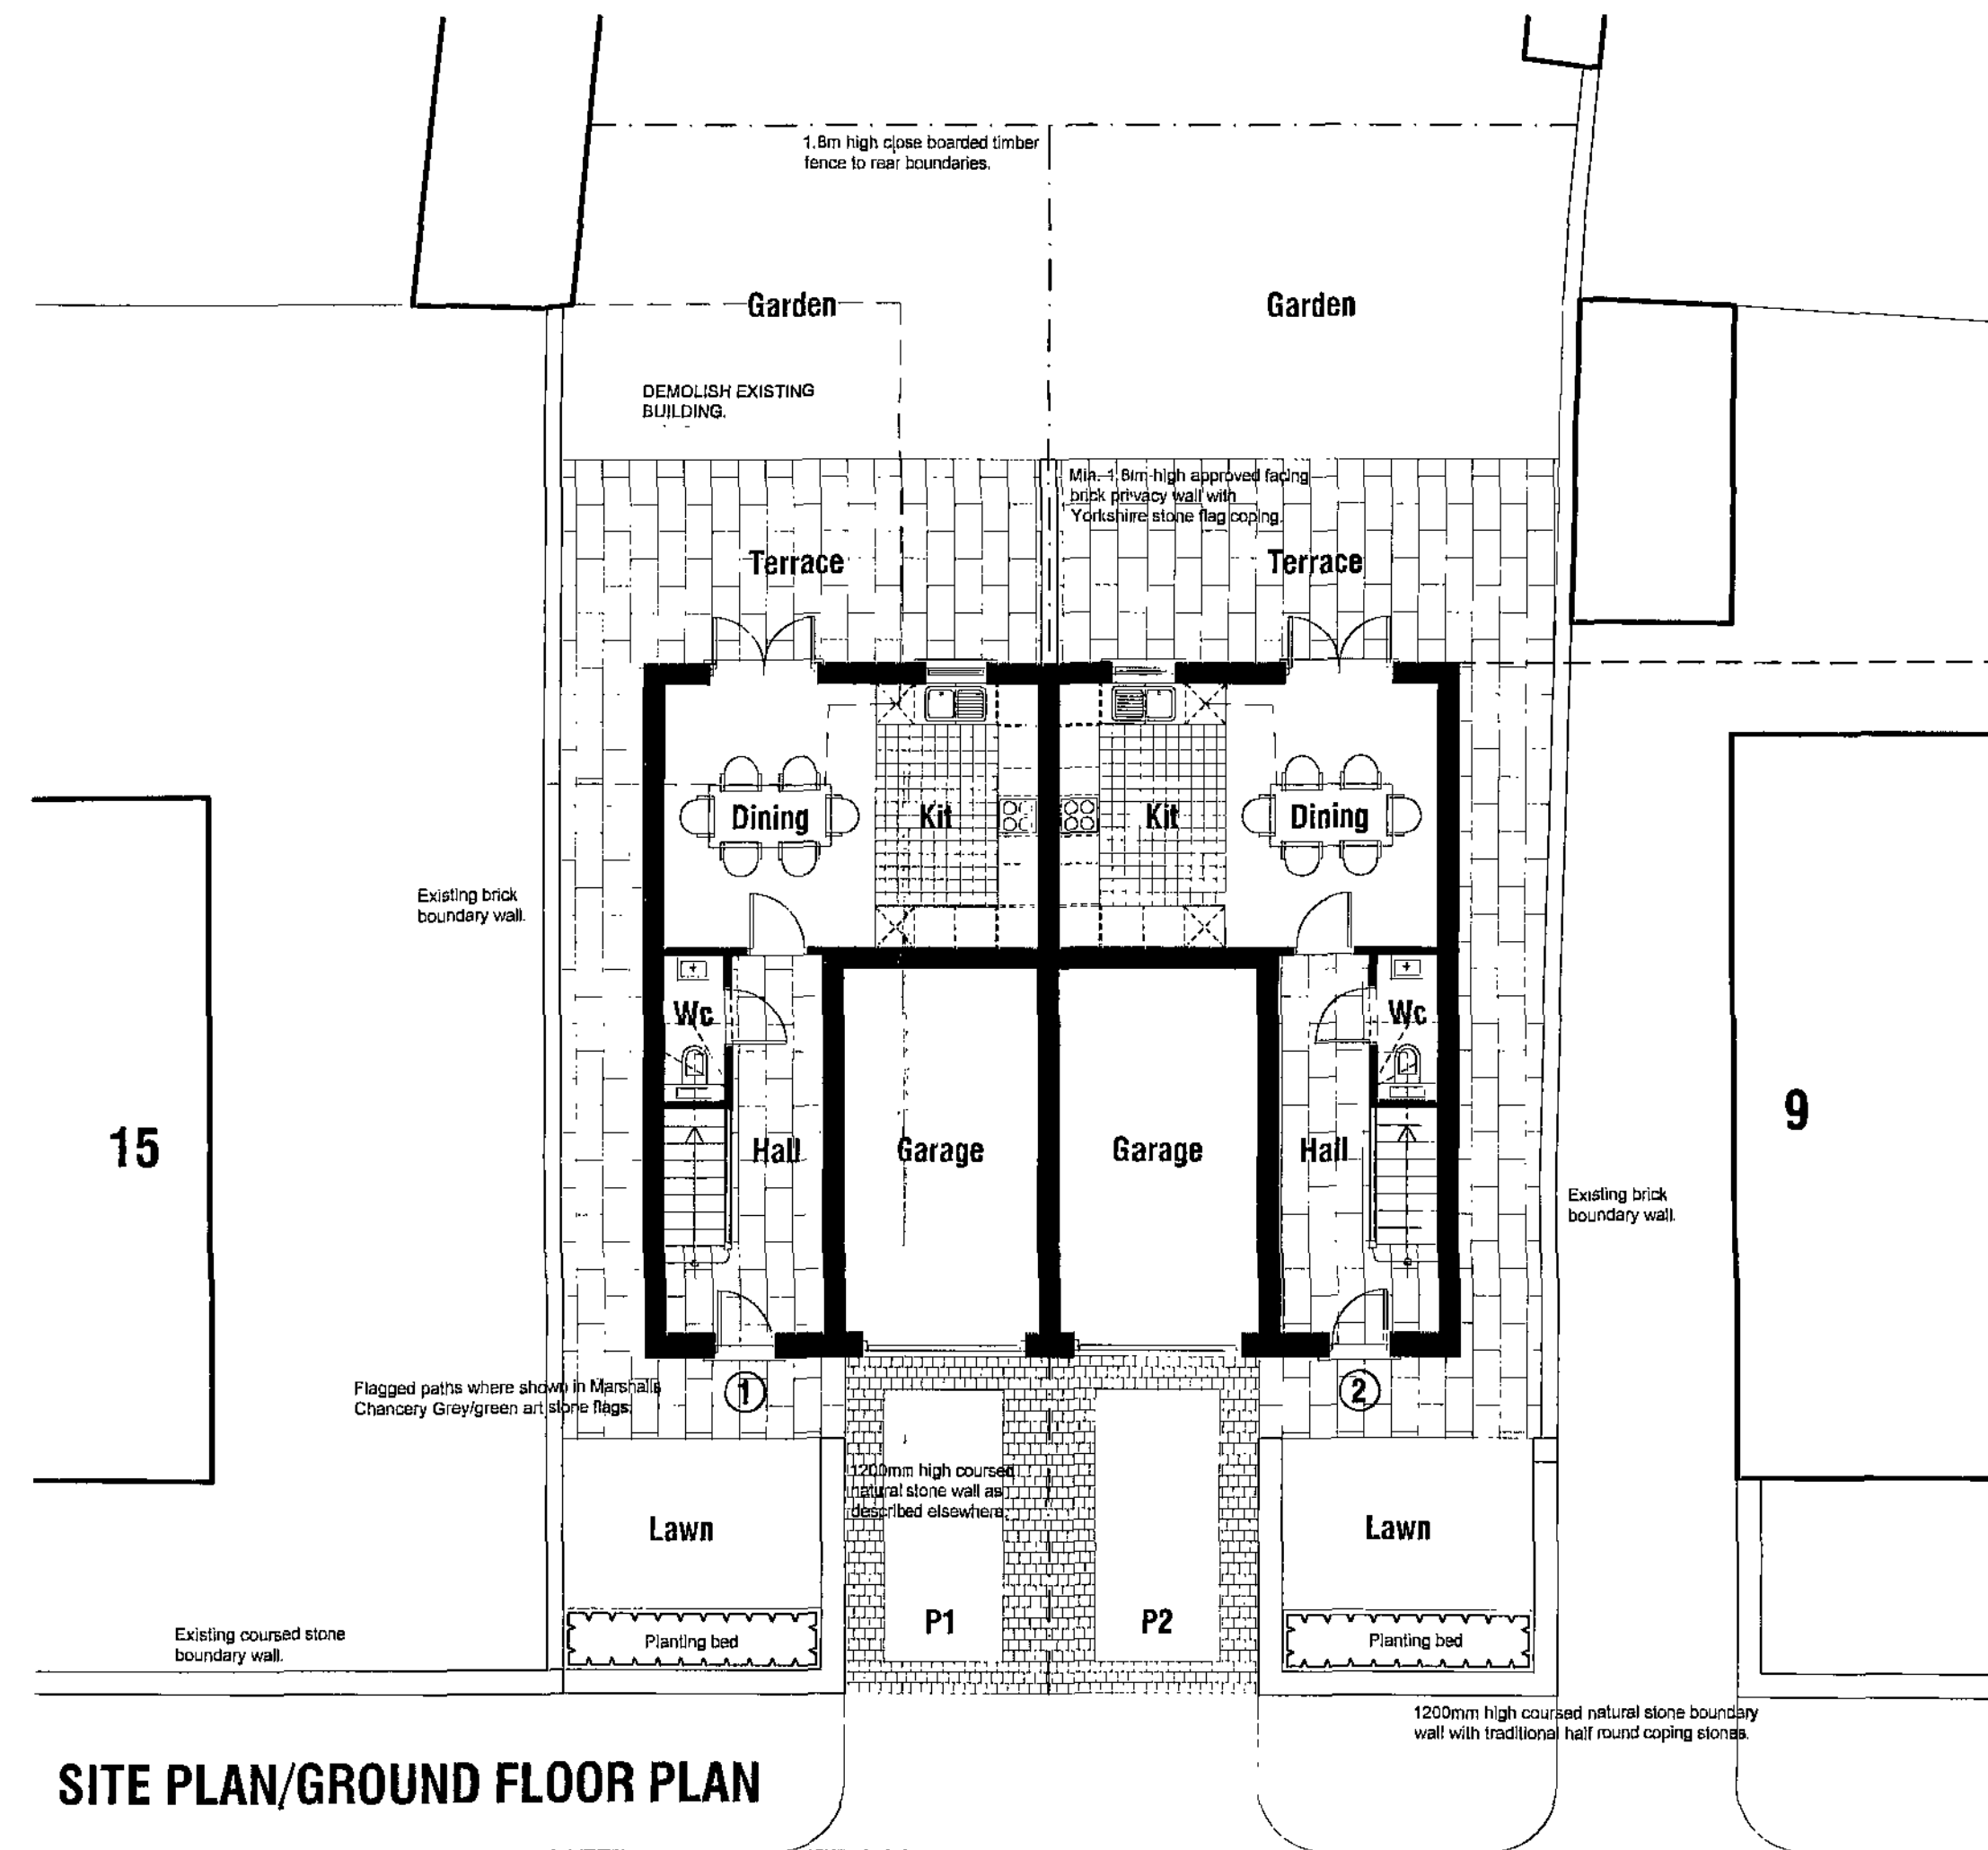 1.8m high close boarded timber
fence to rear boundaries.
Garden
Garden
DEMOLISH EXISTING
BUILDING.
Min. 1.8m high approved facing
brick privacy wall with
Yorkshire stone flag coping.
Terrace
Terrace
Dining
Kit
Kit
Dining
Existing brick
boundary wall.
Wc
Wc
15
Hall
Garage
Garage
Hall
9
Existing brick
boundary wall.
Flagged paths where shown in Marshalls
Chancery Grey/green art stone flags.
1
2
1200mm high coursed
natural stone wall as
described elsewhere.
Lawn
Lawn
P1
P2
Existing coursed stone
boundary wall.
Planting bed
Planting bed
1200mm high coursed natural stone boundary
wall with traditional half round coping stones.
SITE PLAN/GROUND FLOOR PLAN